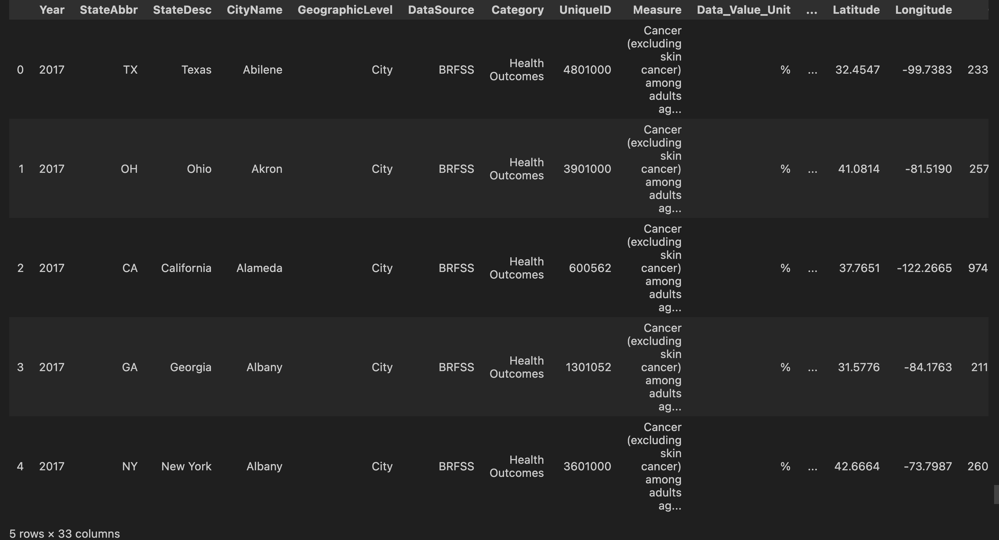 Year StateAbbr StateDesc CityName GeographicLevel DataSource Category UniqueID Measure Data_Value_Unit ... Latitude Longitude
0 2017 TX Texas Abilene City BRFSS Health Outcomes 4801000 Cancer (excluding skin cancer) among adults ag... % ... 32.4547 -99.7383 233
1 2017 OH Ohio Akron City BRFSS Health Outcomes 3901000 Cancer (excluding skin cancer) among adults ag... % ... 41.0814 -81.5190 257
2 2017 CA California Alameda City BRFSS Health Outcomes 600562 Cancer (excluding skin cancer) among adults ag... % ... 37.7651 -122.2665 974
3 2017 GA Georgia Albany City BRFSS Health Outcomes 1301052 Cancer (excluding skin cancer) among adults ag... % ... 31.5776 -84.1763 211
4 2017 NY New York Albany City BRFSS Health Outcomes 3601000 Cancer (excluding skin cancer) among adults ag... % ... 42.6664 -73.7987 260
5 rows × 33 columns